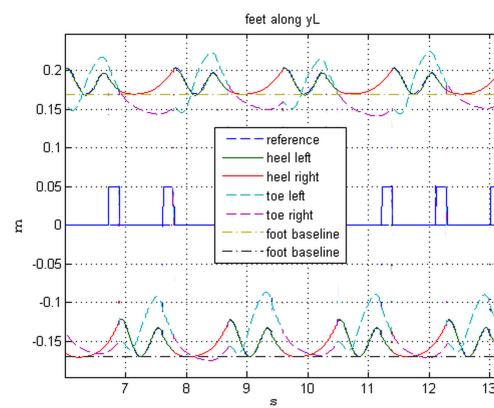 feet along yL
0.2
0.15
0.1
0.05
0
-0.05
-0.1
-0.15
m
reference
heel left
heel right
toe left
toe right
foot baseline
foot baseline
7 8 9 10 11 12 13
s